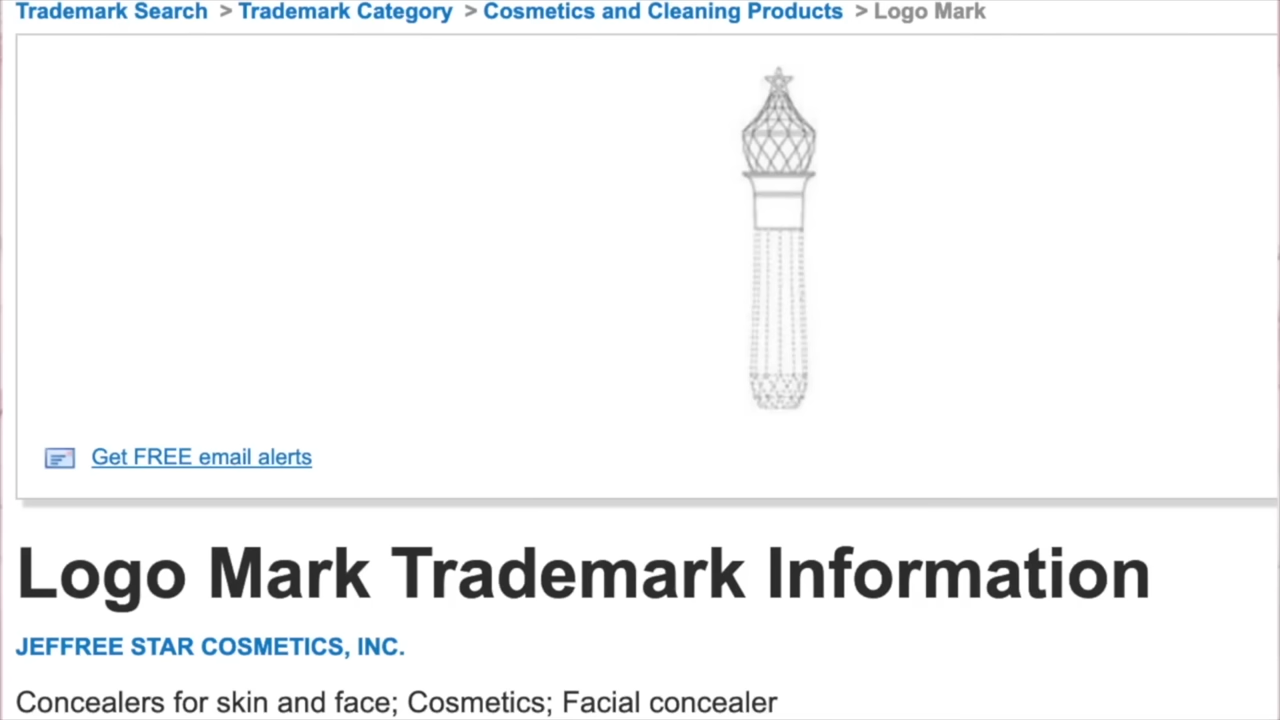 Trademark Search > Trademark Category > Cosmetics and Cleaning Products > Logo Mark
Get FREE email alerts
Logo Mark Trademark Information
JEFFREE STAR COSMETICS, INC.
Concealers for skin and face; Cosmetics; Facial concealer